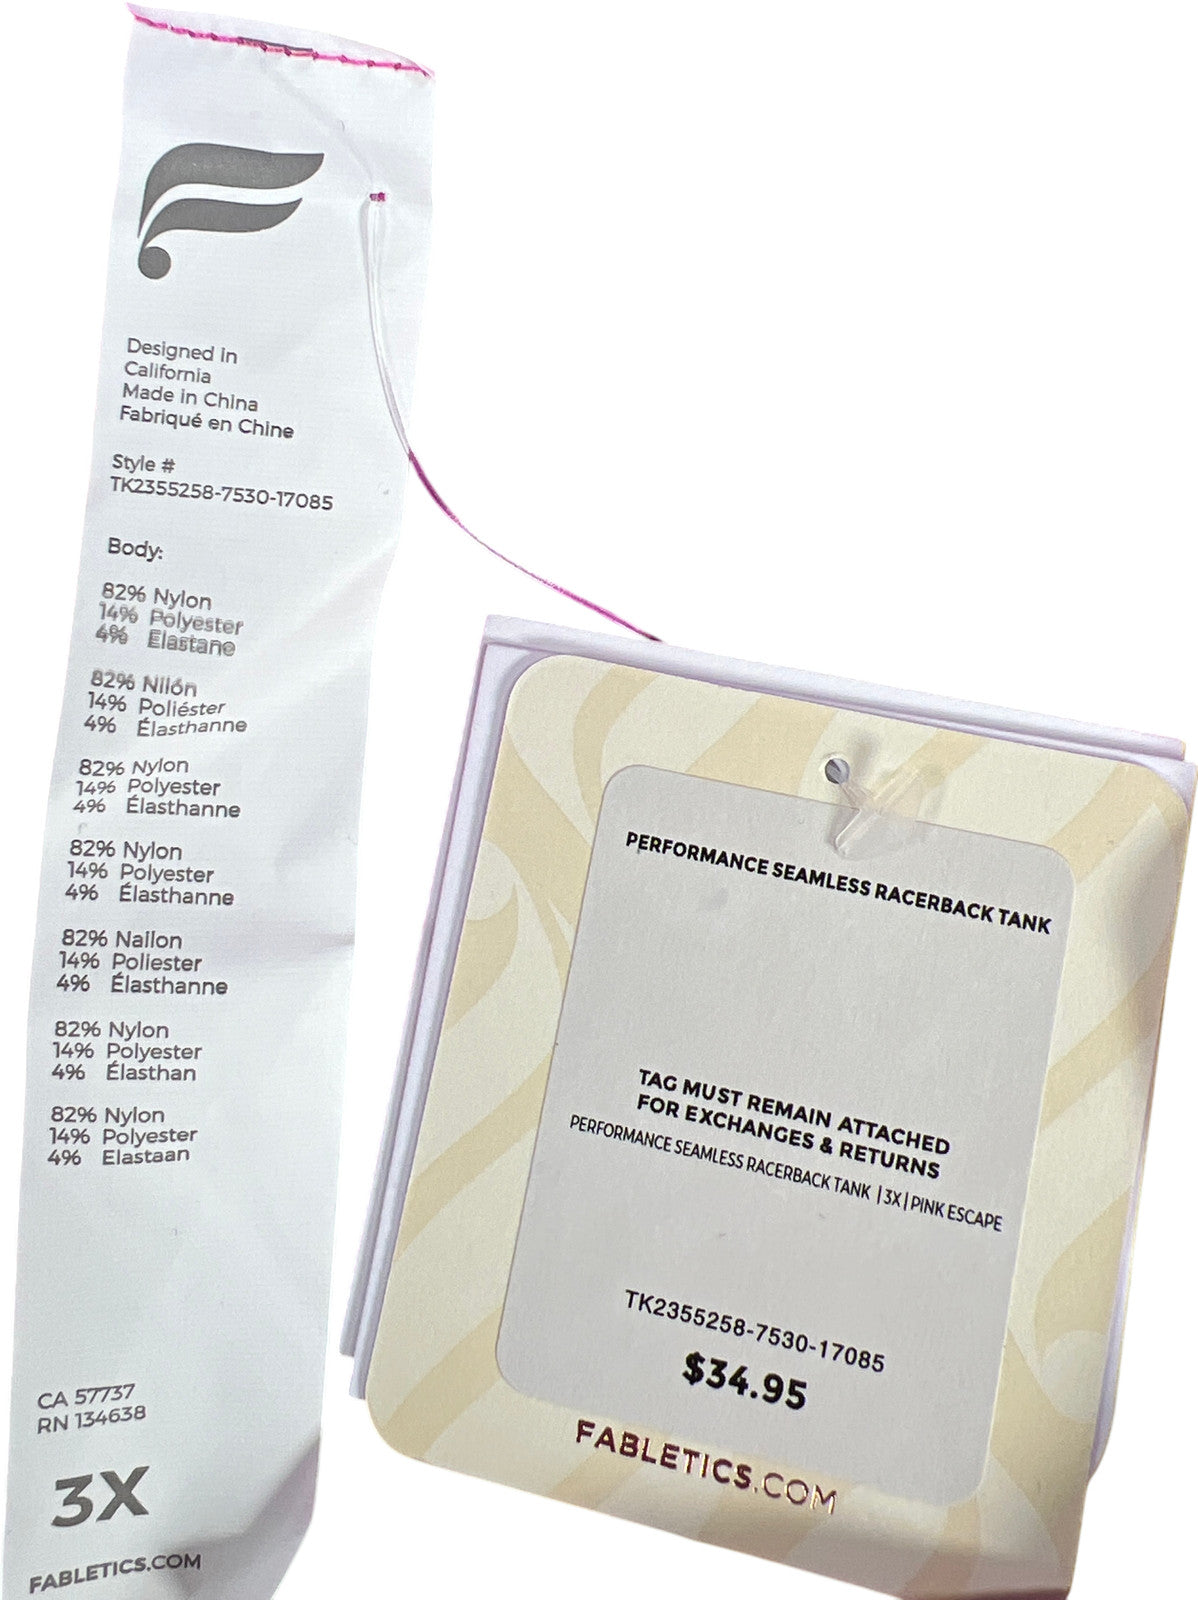 Designed in
California
Made in China
Fabriqué en Chine
Style #
TK2355258-7530-17085
Body:
82% Nylon
14% Polyester
4% Elastane
82% Nilón
14% Poliéster
4% Élasthanne
82% Nylon
14% Polyester
4% Élasthanne
82% Nylon
14% Polyester
4% Élasthanne
82% Nailon
14% Poliester
4% Élasthanne
82% Nylon
14% Polyester
4% Élasthan
82% Nylon
14% Polyester
4% Elastaan
CA 57737
RN 134638
3X
FABLETICS.COM
PERFORMANCE SEAMLESS RACERBACK TANK
TAG MUST REMAIN ATTACHED
FOR EXCHANGES & RETURNS
PERFORMANCE SEAMLESS RACERBACK TANK | 3X | PINK ESCAPE
TK2355258-7530-17085
$34.95
FABLETICS.COM